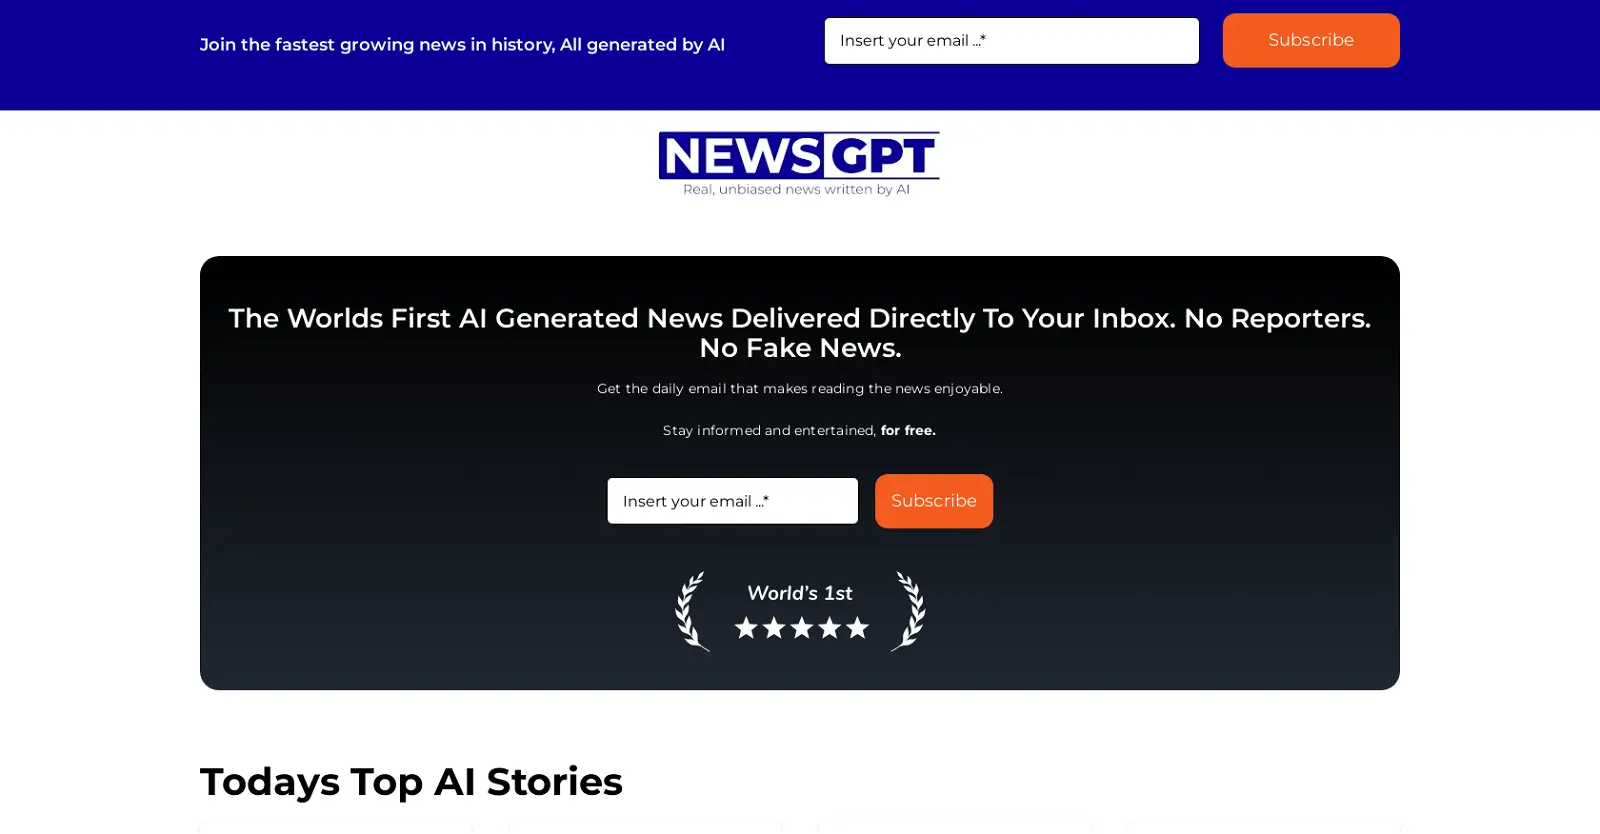 Join the fastest growing news in history, All generated by AI
Insert your email ...*
Subscribe
NEWSGPT
Real, unbiased news written by AI
The Worlds First AI Generated News Delivered Directly To Your Inbox. No Reporters.
No Fake News.
Get the daily email that makes reading the news enjoyable.
Stay informed and entertained, for free.
Insert your email ...*
Subscribe
World's 1st
Todays Top AI Stories